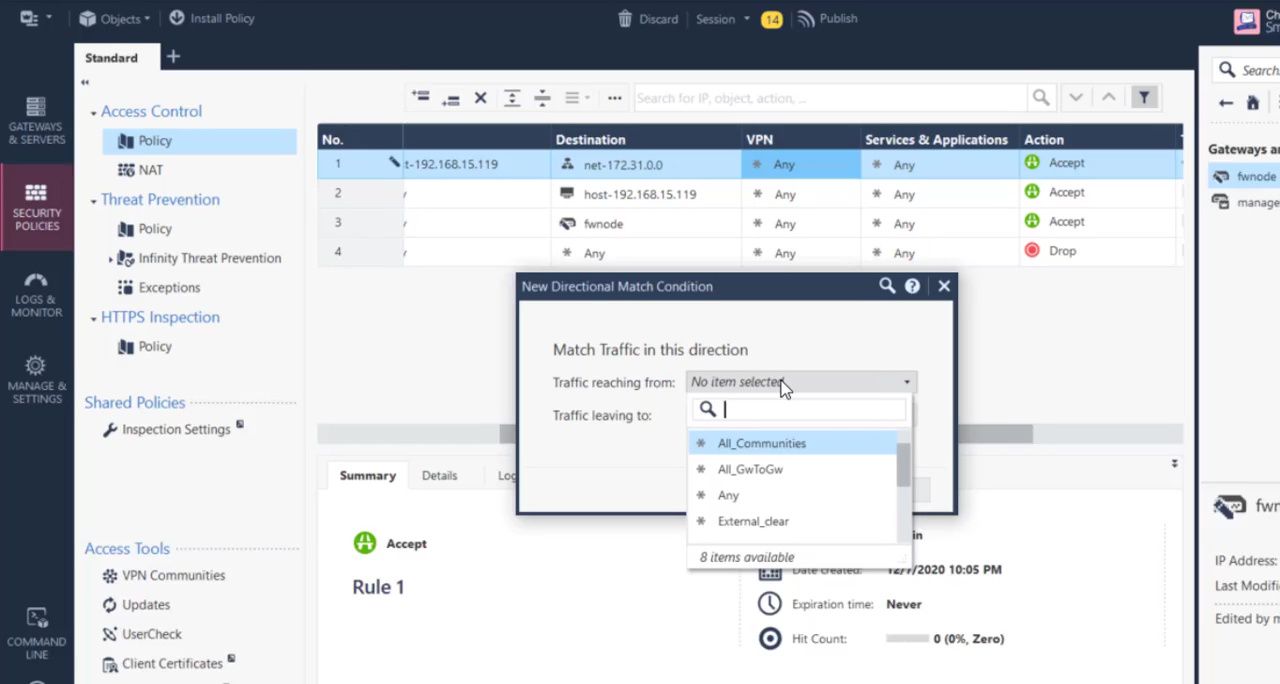 Objects
Install Policy
Discard
Session
14
Publish
Standard
GATEWAYS
& SERVERS
SECURITY
POLICIES
LOGS &
MONITOR
MANAGE &
SETTINGS
COMMAND
LINE
Access Control
Policy
NAT
Threat Prevention
Policy
Infinity Threat Prevention
Exceptions
HTTPS Inspection
Policy
Shared Policies
Inspection Settings
Access Tools
VPN Communities
Updates
UserCheck
Client Certificates
Search for IP, object, action, ...
No. Destination VPN Services & Applications Action
1 t-192.168.15.119 net-172.31.0.0 Any Any Accept
2 host-192.168.15.119 Any Any Accept
3 fwnode Any Any Accept
4 Any Any Any Drop
New Directional Match Condition
Match Traffic in this direction
Traffic reaching from: No item selected
Traffic leaving to:
All_Communities
All_GwToGw
Any
External_clear
8 items available
Summary
Details
Accept
Rule 1
Date created: 12/7/2020 10:05 PM
Expiration time: Never
Hit Count: 0 (0%, Zero)
Search
Gateways
fwnode
IP Address:
Edited by